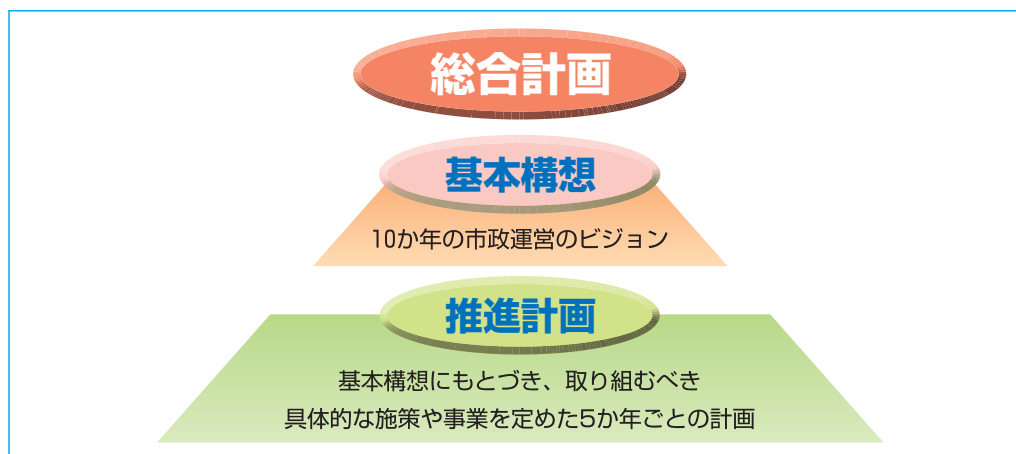 総合計画
基本構想
10か年の市政運営のビジョン
推進計画
基本構想にもとづき、取り組むべき
具体的な施策や事業を定めた5か年ごとの計画